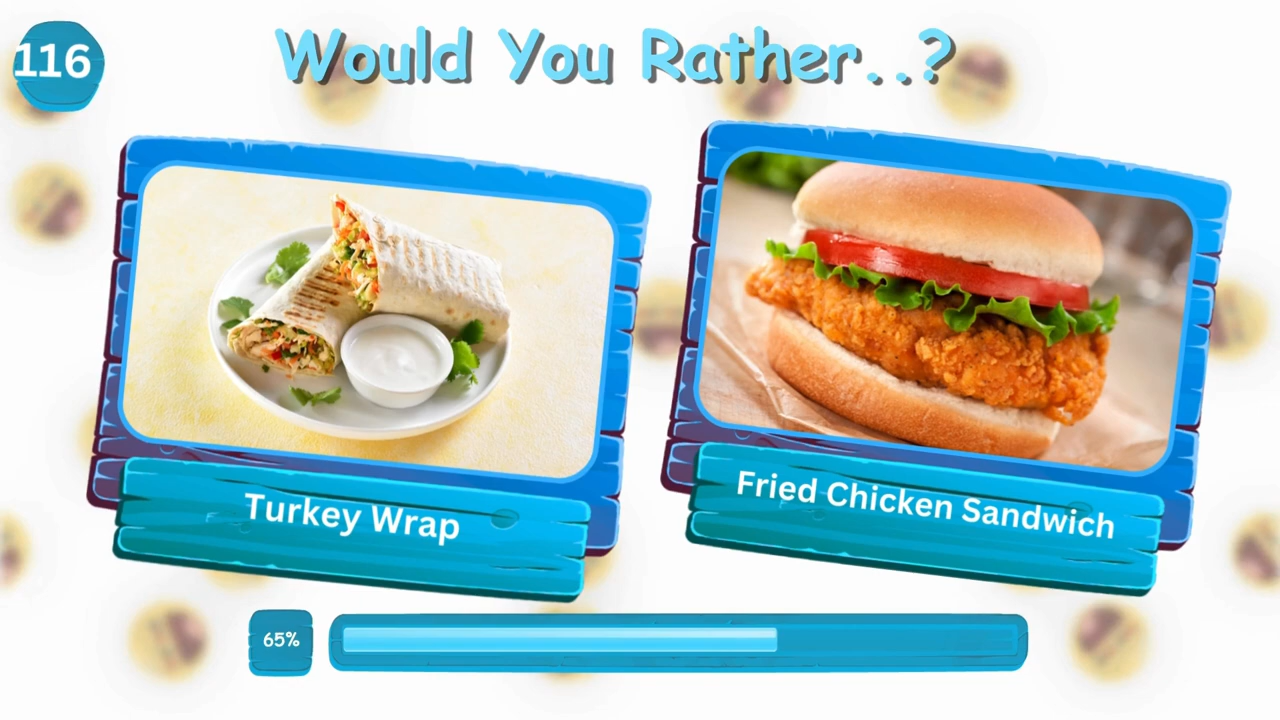 116
Would You Rather..?
Turkey Wrap
Fried Chicken Sandwich
65%